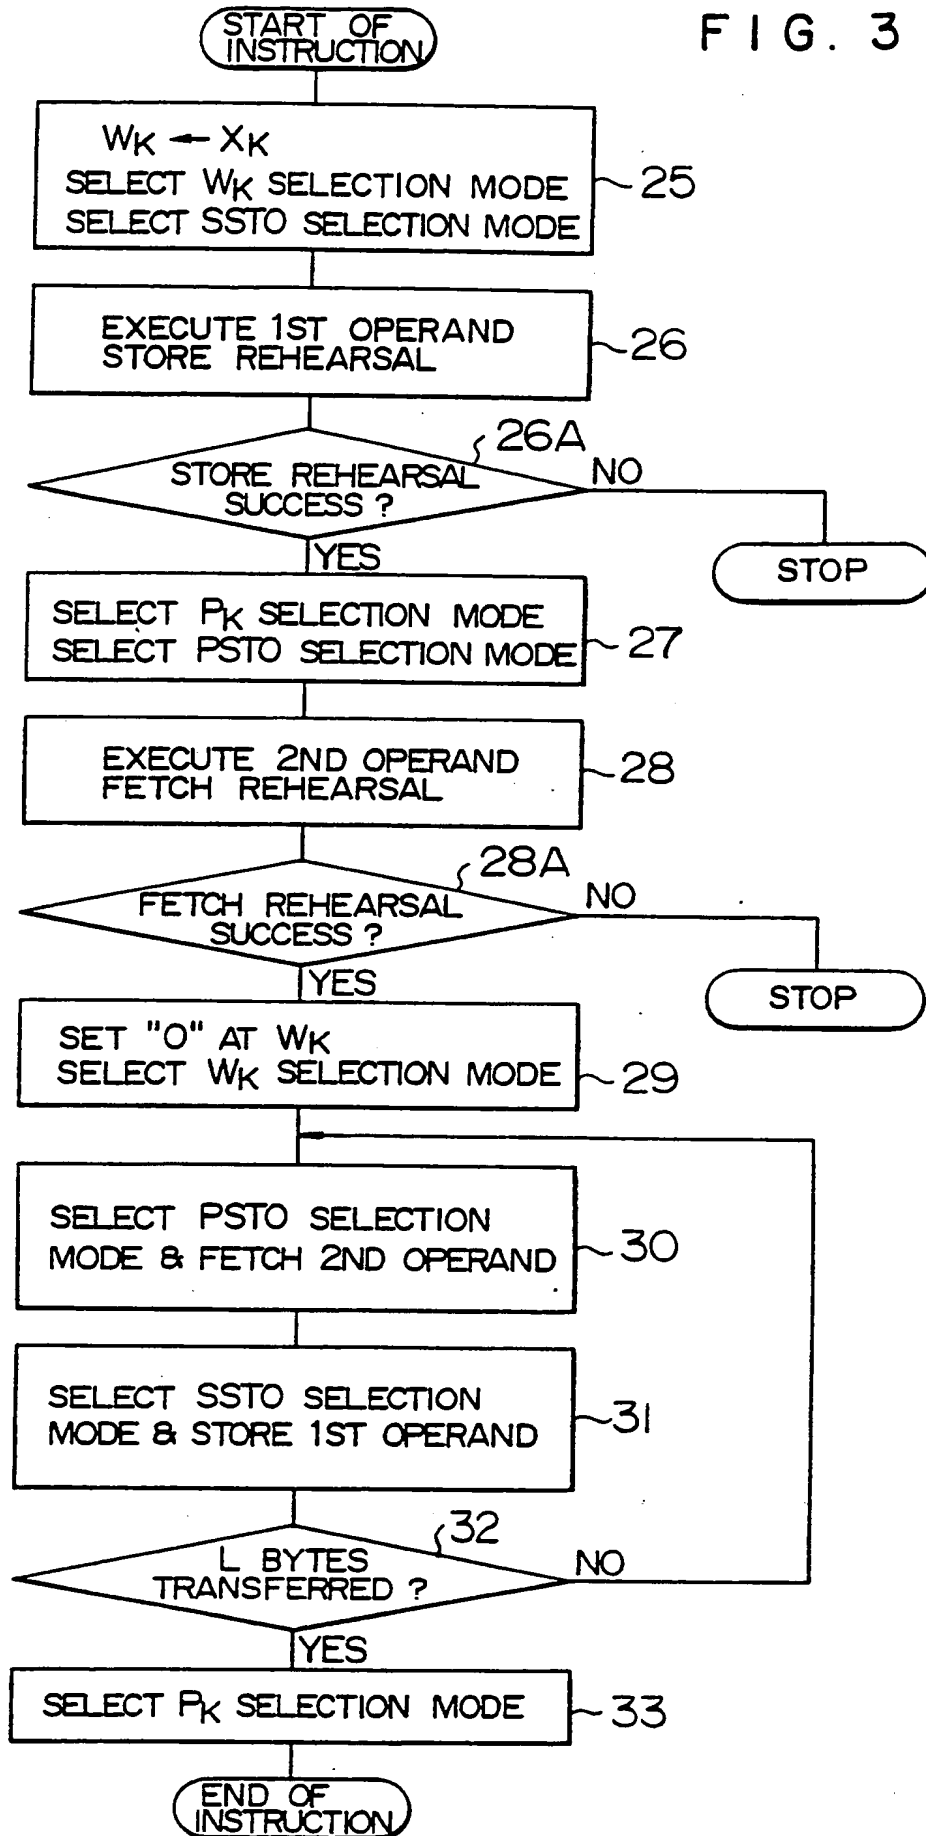 FIG. 3
START OF
INSTRUCTION
WK ← XK
SELECT WK SELECTION MODE
SELECT SSTO SELECTION MODE
25
EXECUTE 1ST OPERAND
STORE REHEARSAL
26
26A
STORE REHEARSAL
SUCCESS ?
NO
STOP
YES
SELECT PK SELECTION MODE
SELECT PSTO SELECTION MODE
27
EXECUTE 2ND OPERAND
FETCH REHEARSAL
28
28A
FETCH REHEARSAL
SUCCESS ?
NO
STOP
YES
SET "0" AT WK
SELECT WK SELECTION MODE
29
SELECT PSTO SELECTION
MODE & FETCH 2ND OPERAND
30
SELECT SSTO SELECTION
MODE & STORE 1ST OPERAND
31
32
L BYTES
TRANSFERRED ?
NO
YES
SELECT PK SELECTION MODE
33
END OF
INSTRUCTION